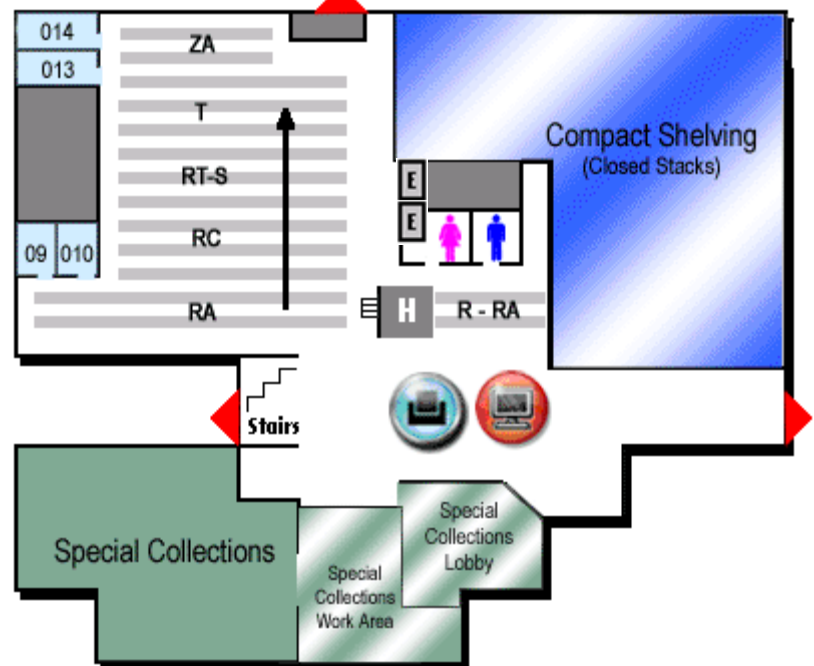 014
013
ZA
T
RT-S
RC
RA
09
010
E
E
H
R - RA
Compact Shelving
(Closed Stacks)
Stairs
Special Collections
Special
Collections
Work Area
Special
Collections
Lobby